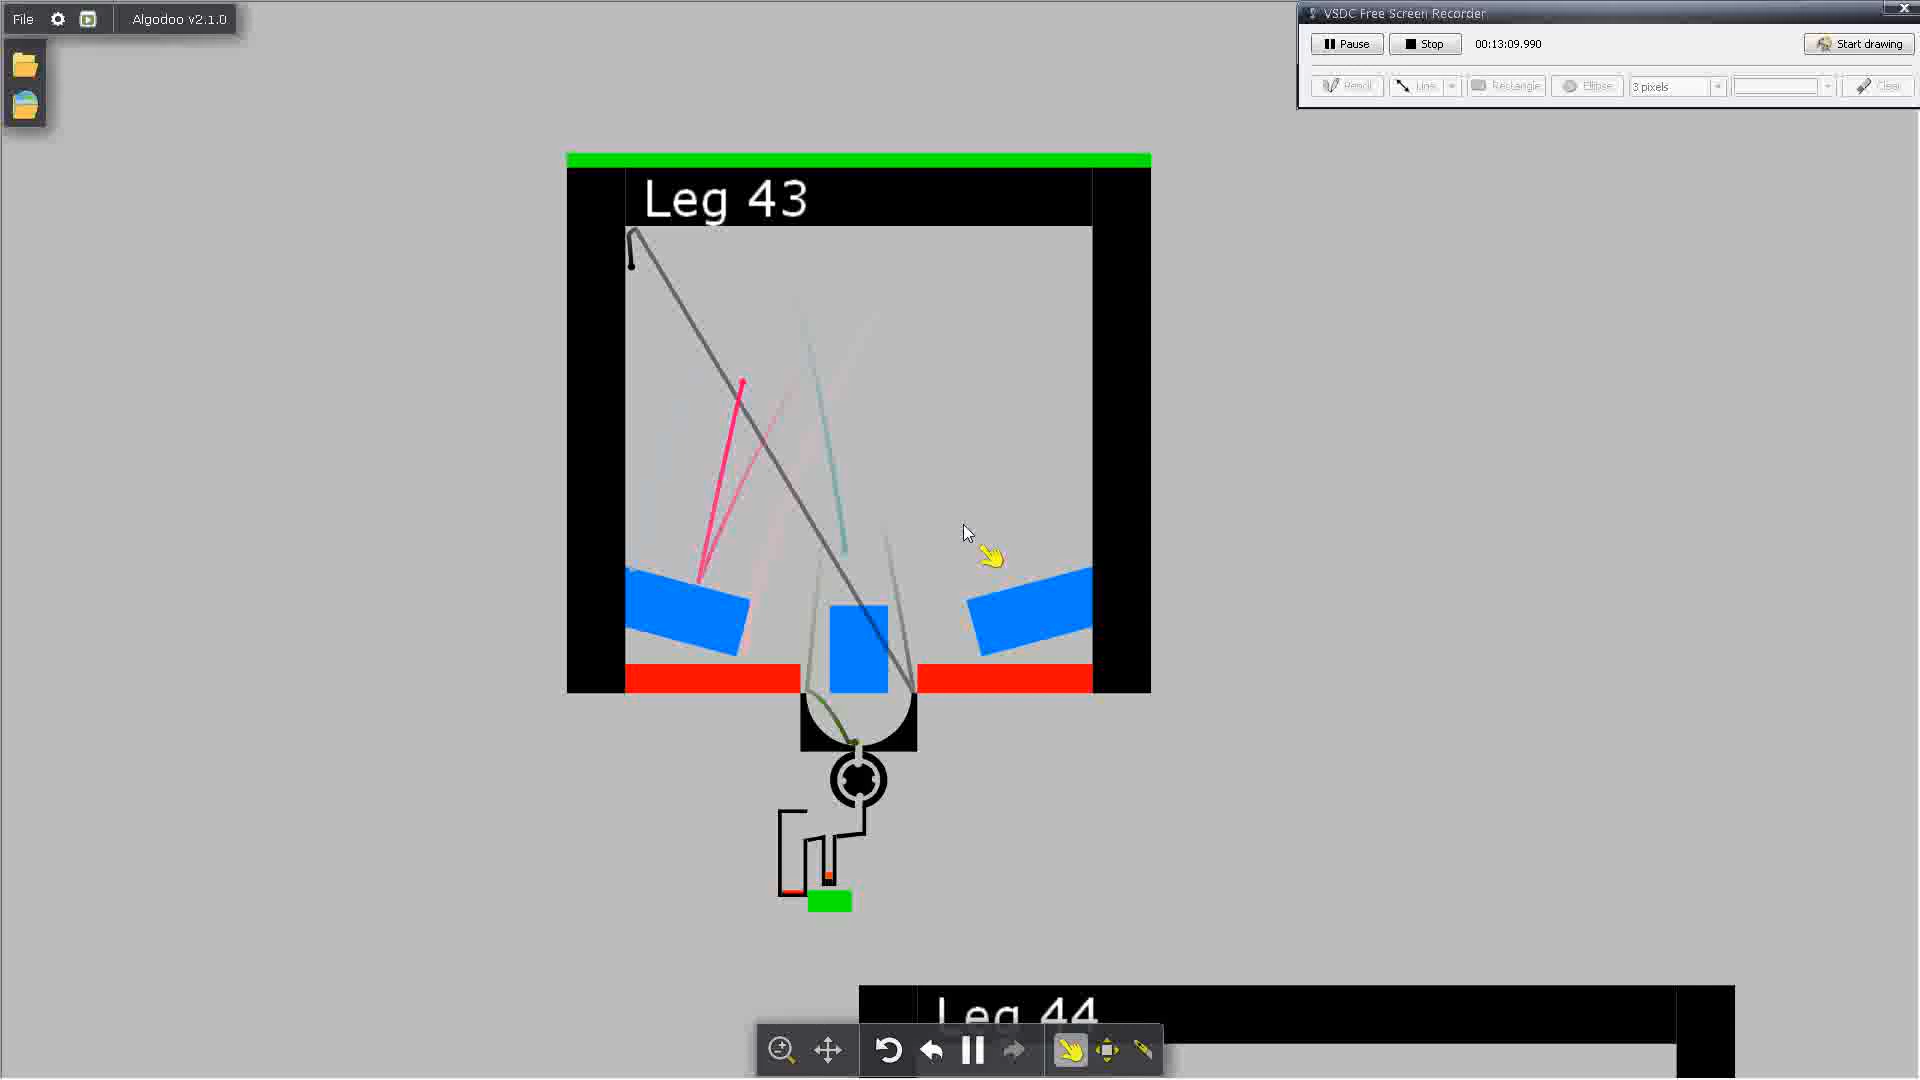 File
Algodoo v2.1.0
VSDC Free Screen Recorder
Pause
Stop
00:13:09.990
Start drawing
Pencil
Line
Rectangle
Ellipse
3 pixels
Clear
Leg 43
Leg 44